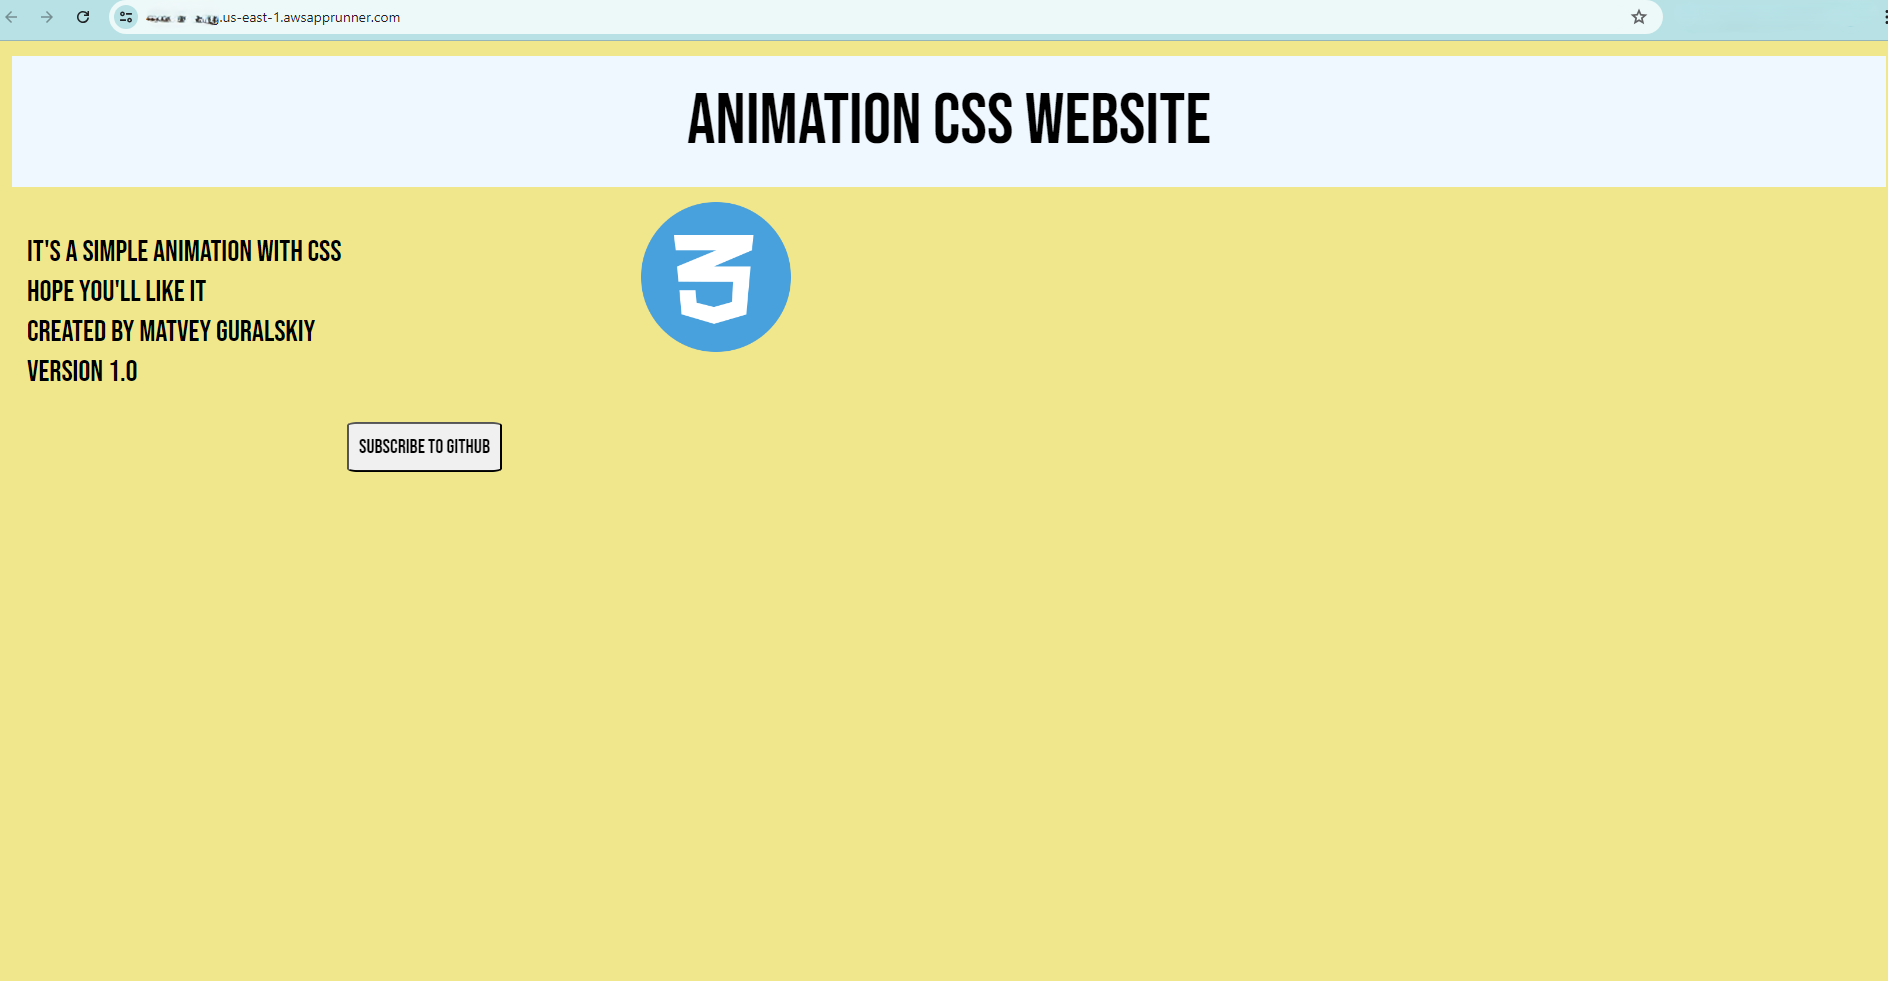 .us-east-1.awsapprunner.com
ANIMATION CSS WEBSITE
IT'S A SIMPLE ANIMATION WITH CSS
HOPE YOU'LL LIKE IT
CREATED BY MATVEY GURALSKIY
VERSION 1.0
SUBSCRIBE TO GITHUB